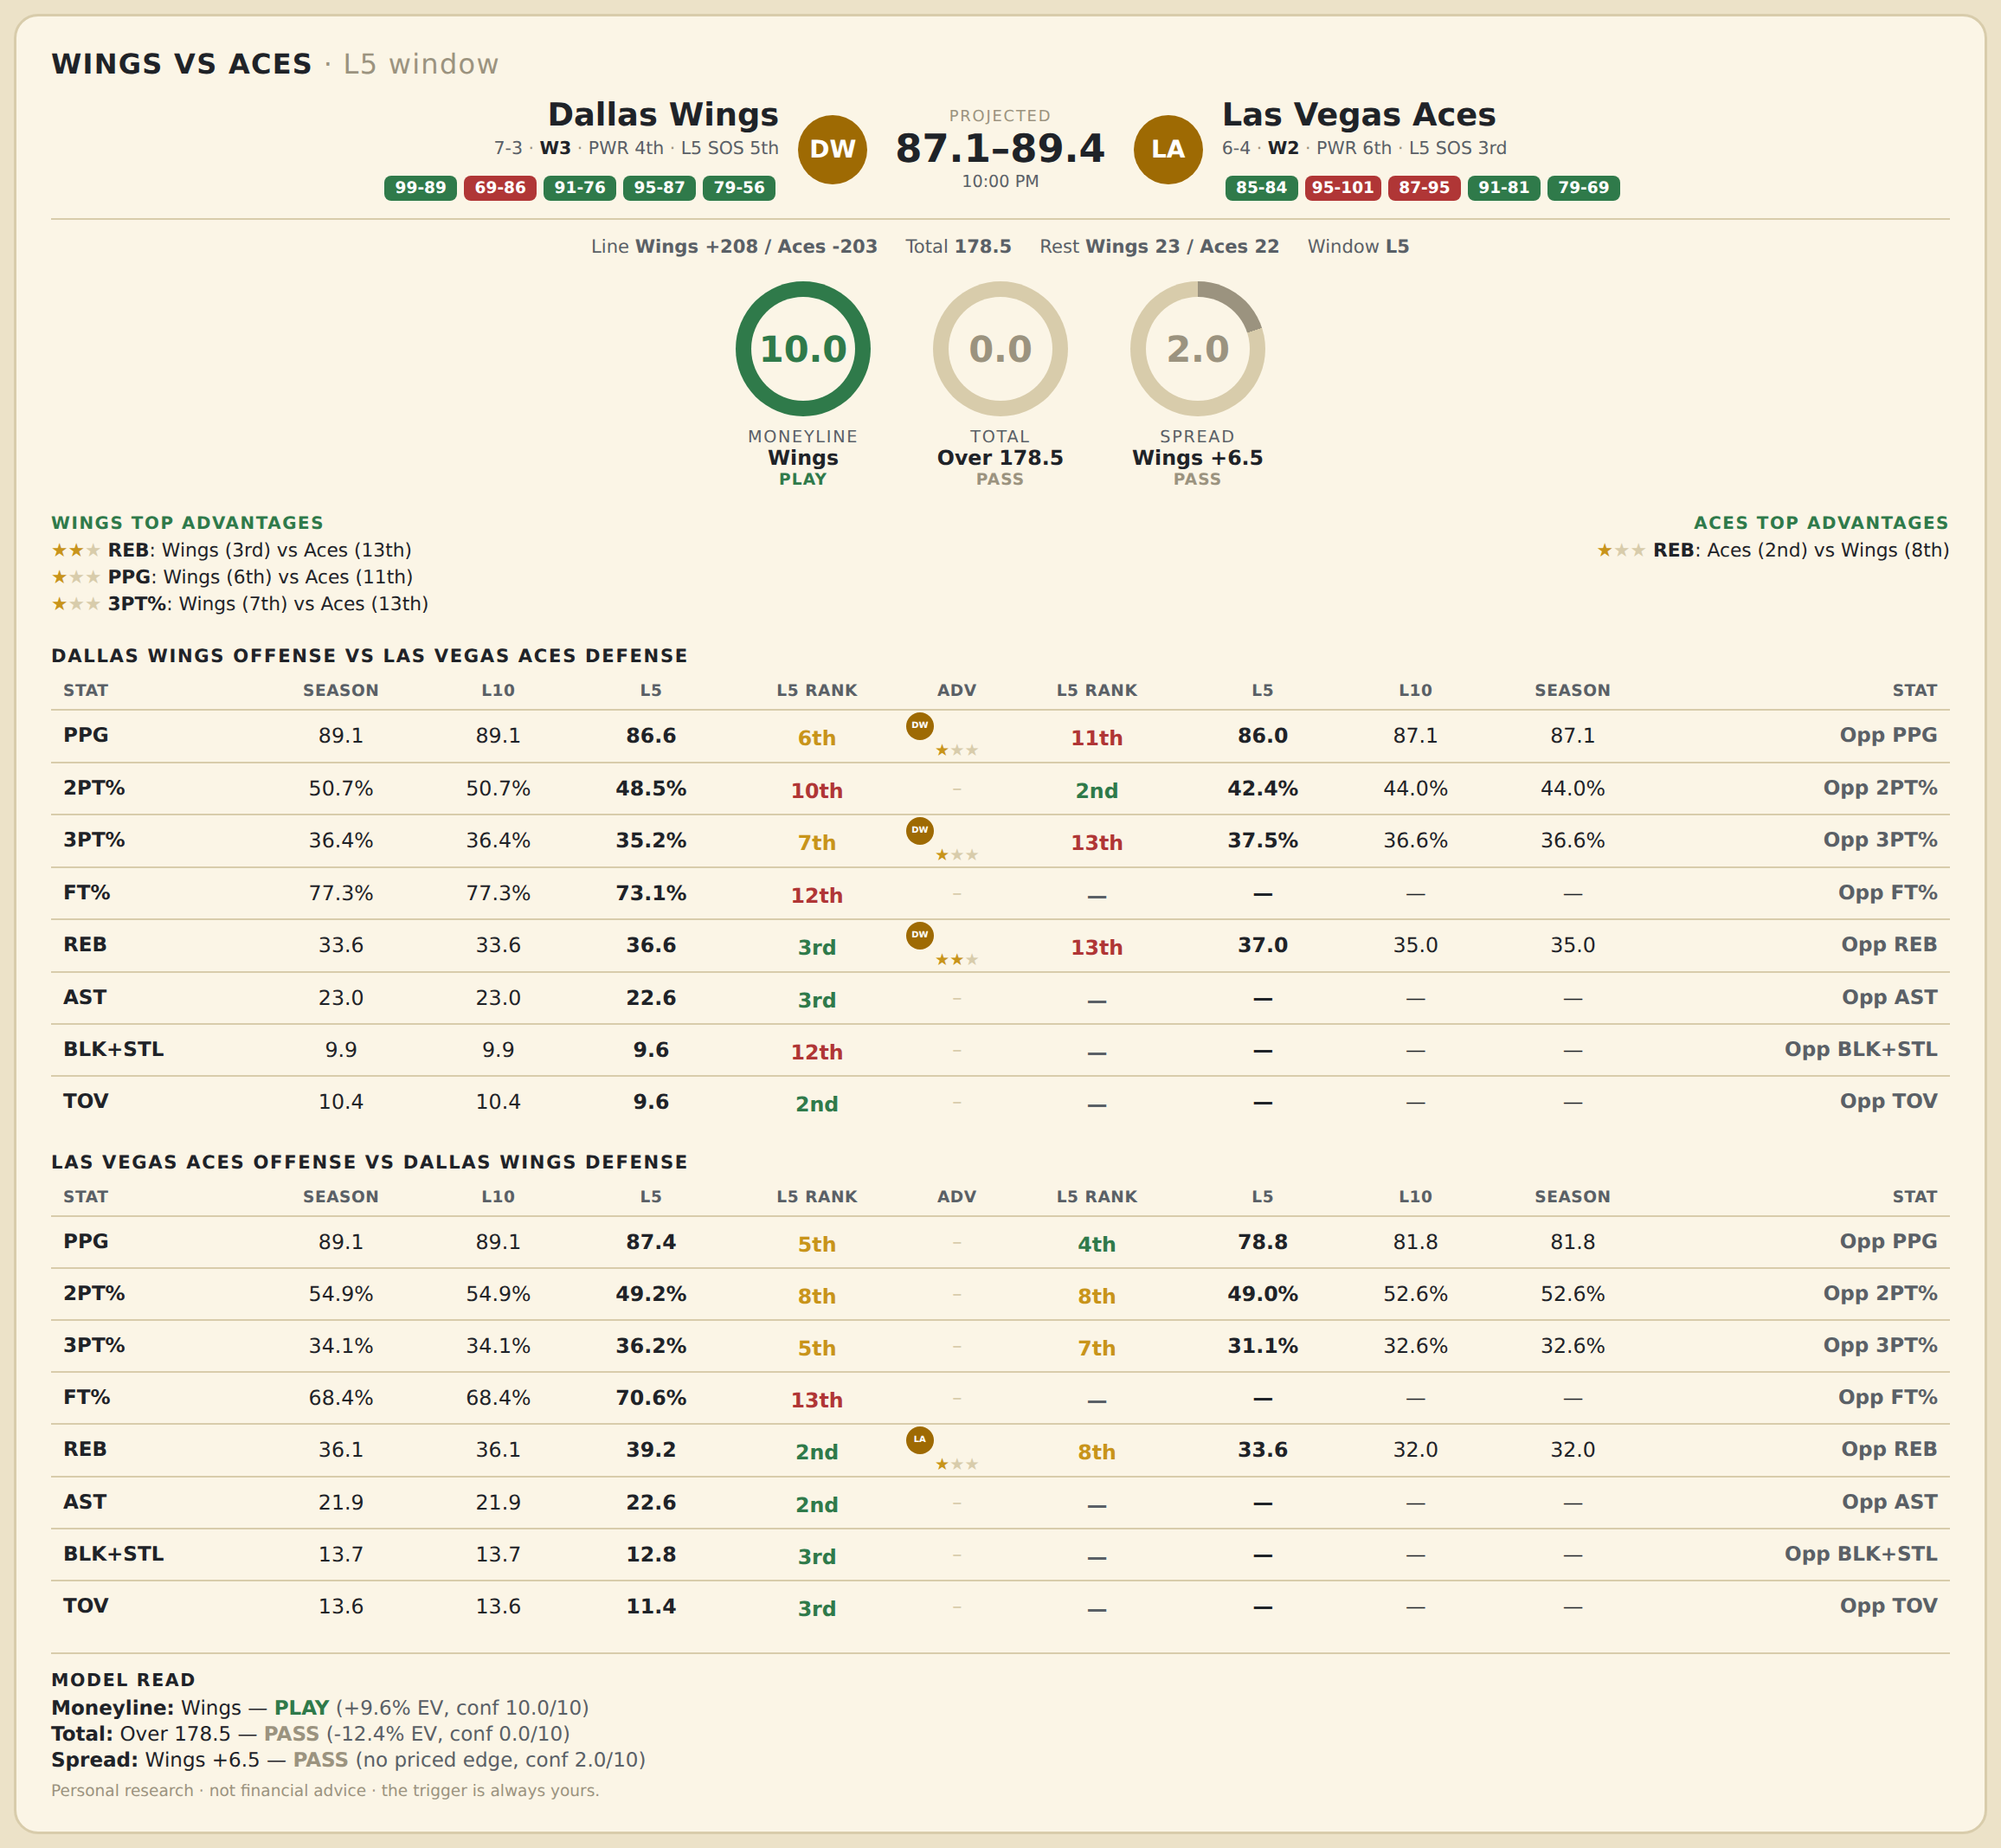 WINGS VS ACES · L5 window
Dallas Wings
7-3 · W3 · PWR 4th · L5 SOS 5th
99-89 69-86 91-76 95-87 79-56
DW
PROJECTED
87.1–89.4
10:00 PM
LA
Las Vegas Aces
6-4 · W2 · PWR 6th · L5 SOS 3rd
85-84 95-101 87-95 91-81 79-69
Line Wings +208 / Aces -203 Total 178.5 Rest Wings 23 / Aces 22 Window L5
10.0 0.0 2.0
MONEYLINE TOTAL SPREAD
Wings Over 178.5 Wings +6.5
PLAY PASS PASS
WINGS TOP ADVANTAGES
★★★ REB: Wings (3rd) vs Aces (13th)
★★★ PPG: Wings (6th) vs Aces (11th)
★★★ 3PT%: Wings (7th) vs Aces (13th)
ACES TOP ADVANTAGES
★★★ REB: Aces (2nd) vs Wings (8th)
DALLAS WINGS OFFENSE VS LAS VEGAS ACES DEFENSE
STAT SEASON L10 L5 L5 RANK ADV L5 RANK L5 L10 SEASON STAT
PPG 89.1 89.1 86.6 6th DW ★★★ 11th 86.0 87.1 87.1 Opp PPG
2PT% 50.7% 50.7% 48.5% 10th – 2nd 42.4% 44.0% 44.0% Opp 2PT%
3PT% 36.4% 36.4% 35.2% 7th DW ★★★ 13th 37.5% 36.6% 36.6% Opp 3PT%
FT% 77.3% 77.3% 73.1% 12th – — — — — Opp FT%
REB 33.6 33.6 36.6 3rd DW ★★★ 13th 37.0 35.0 35.0 Opp REB
AST 23.0 23.0 22.6 3rd – — — — — Opp AST
BLK+STL 9.9 9.9 9.6 12th – — — — — Opp BLK+STL
TOV 10.4 10.4 9.6 2nd – — — — — Opp TOV
LAS VEGAS ACES OFFENSE VS DALLAS WINGS DEFENSE
STAT SEASON L10 L5 L5 RANK ADV L5 RANK L5 L10 SEASON STAT
PPG 89.1 89.1 87.4 5th – 4th 78.8 81.8 81.8 Opp PPG
2PT% 54.9% 54.9% 49.2% 8th – 8th 49.0% 52.6% 52.6% Opp 2PT%
3PT% 34.1% 34.1% 36.2% 5th – 7th 31.1% 32.6% 32.6% Opp 3PT%
FT% 68.4% 68.4% 70.6% 13th – — — — — Opp FT%
REB 36.1 36.1 39.2 2nd LA ★★★ 8th 33.6 32.0 32.0 Opp REB
AST 21.9 21.9 22.6 2nd – — — — — Opp AST
BLK+STL 13.7 13.7 12.8 3rd – — — — — Opp BLK+STL
TOV 13.6 13.6 11.4 3rd – — — — — Opp TOV
MODEL READ
Moneyline: Wings — PLAY (+9.6% EV, conf 10.0/10)
Total: Over 178.5 — PASS (-12.4% EV, conf 0.0/10)
Spread: Wings +6.5 — PASS (no priced edge, conf 2.0/10)
Personal research · not financial advice · the trigger is always yours.